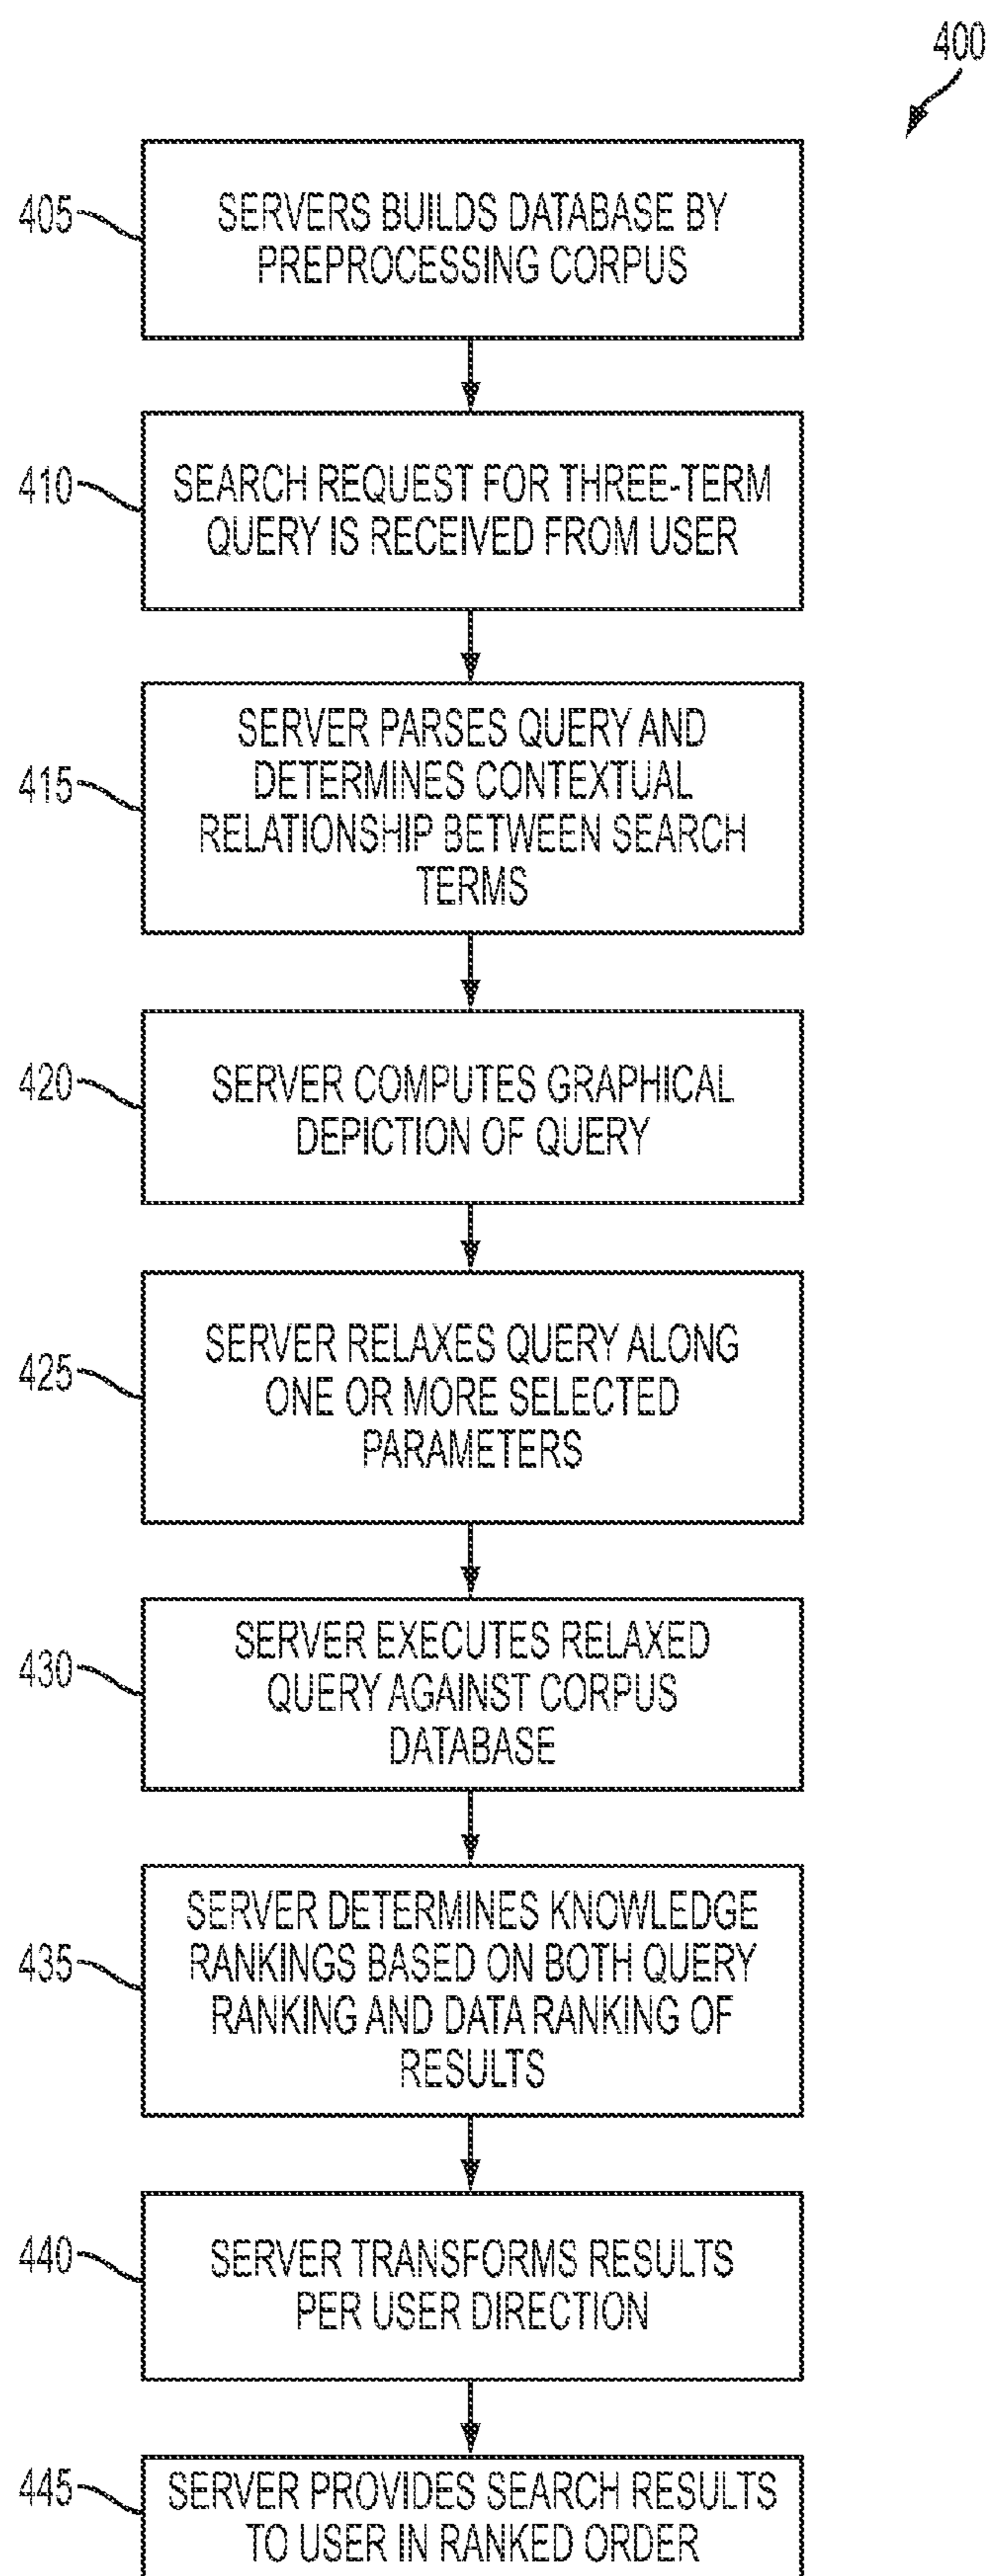 400
405
SERVERS BUILDS DATABASE BY
PREPROCESSING CORPUS
410
SEARCH REQUEST FOR THREE-TERM
QUERY IS RECEIVED FROM USER
415
SERVER PARSES QUERY AND
DETERMINES CONTEXTUAL
RELATIONSHIP BETWEEN SEARCH
TERMS
420
SERVER COMPUTES GRAPHICAL
DEPICTION OF QUERY
425
SERVER RELAXES QUERY ALONG
ONE OR MORE SELECTED
PARAMETERS
430
SERVER EXECUTES RELAXED
QUERY AGAINST CORPUS
DATABASE
435
SERVER DETERMINES KNOWLEDGE
RANKINGS BASED ON BOTH QUERY
RANKING AND DATA RANKING OF
RESULTS
440
SERVER TRANSFORMS RESULTS
PER USER DIRECTION
445
SERVER PROVIDES SEARCH RESULTS
TO USER IN RANKED ORDER